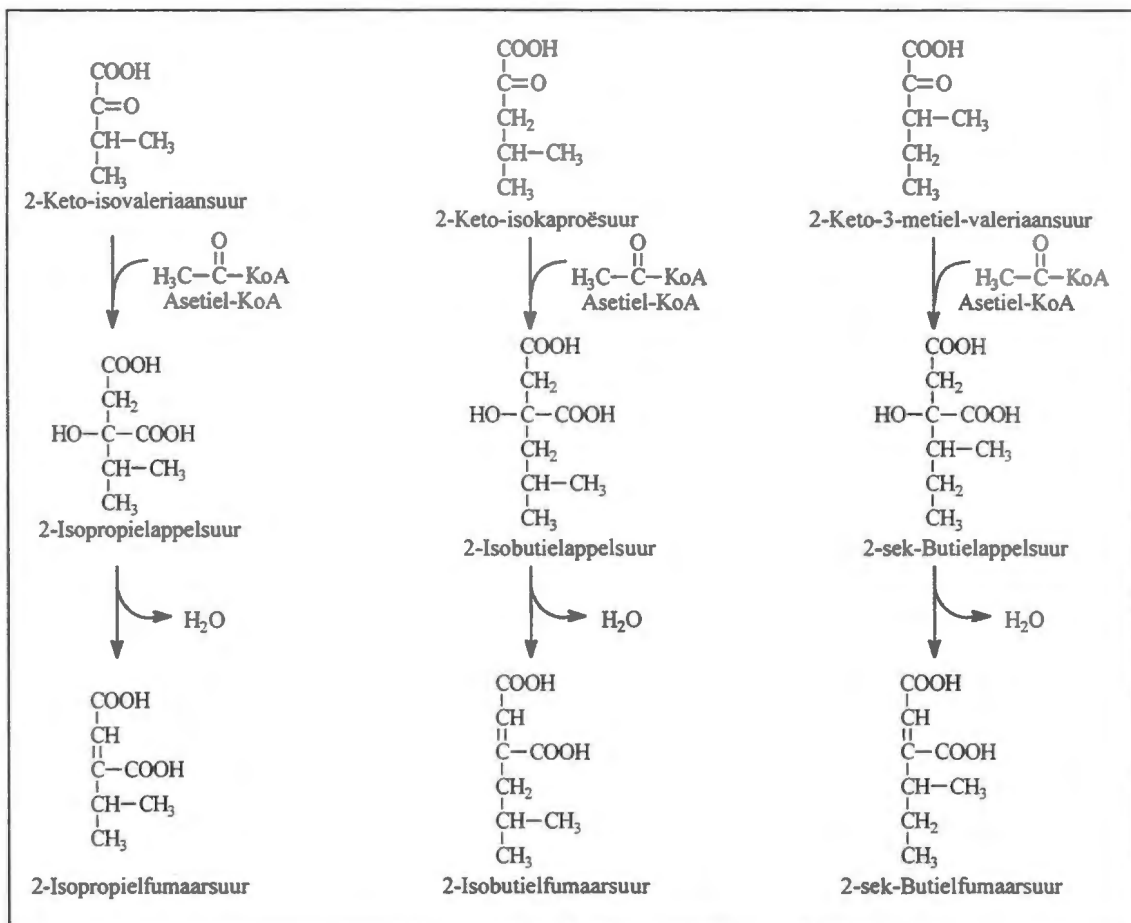 COOH
C=O
CH–CH₃
CH₃
2-Keto-isovaleriaansuur
O
H₃C–C–KoA
Asetiel-KoA
COOH
CH₂
HO–C–COOH
CH–CH₃
CH₃
2-Isopropielappelsuur
H₂O
COOH
CH
C–COOH
CH–CH₃
CH₃
2-Isopropielfumaarsuur
COOH
C=O
CH₂
CH–CH₃
CH₃
2-Keto-isokaproësuur
O
H₃C–C–KoA
Asetiel-KoA
COOH
CH₂
HO–C–COOH
CH₂
CH–CH₃
CH₃
2-Isobutielappelsuur
H₂O
COOH
CH
C–COOH
CH₂
CH–CH₃
CH₃
2-Isobutielfumaarsuur
COOH
C=O
CH–CH₃
CH₂
CH₃
2-Keto-3-metiel-valeriaansuur
O
H₃C–C–KoA
Asetiel-KoA
COOH
CH₂
HO–C–COOH
CH–CH₃
CH₂
CH₃
2-sek-Butielappelsuur
H₂O
COOH
CH
C–COOH
CH–CH₃
CH₂
CH₃
2-sek-Butielfumaarsuur